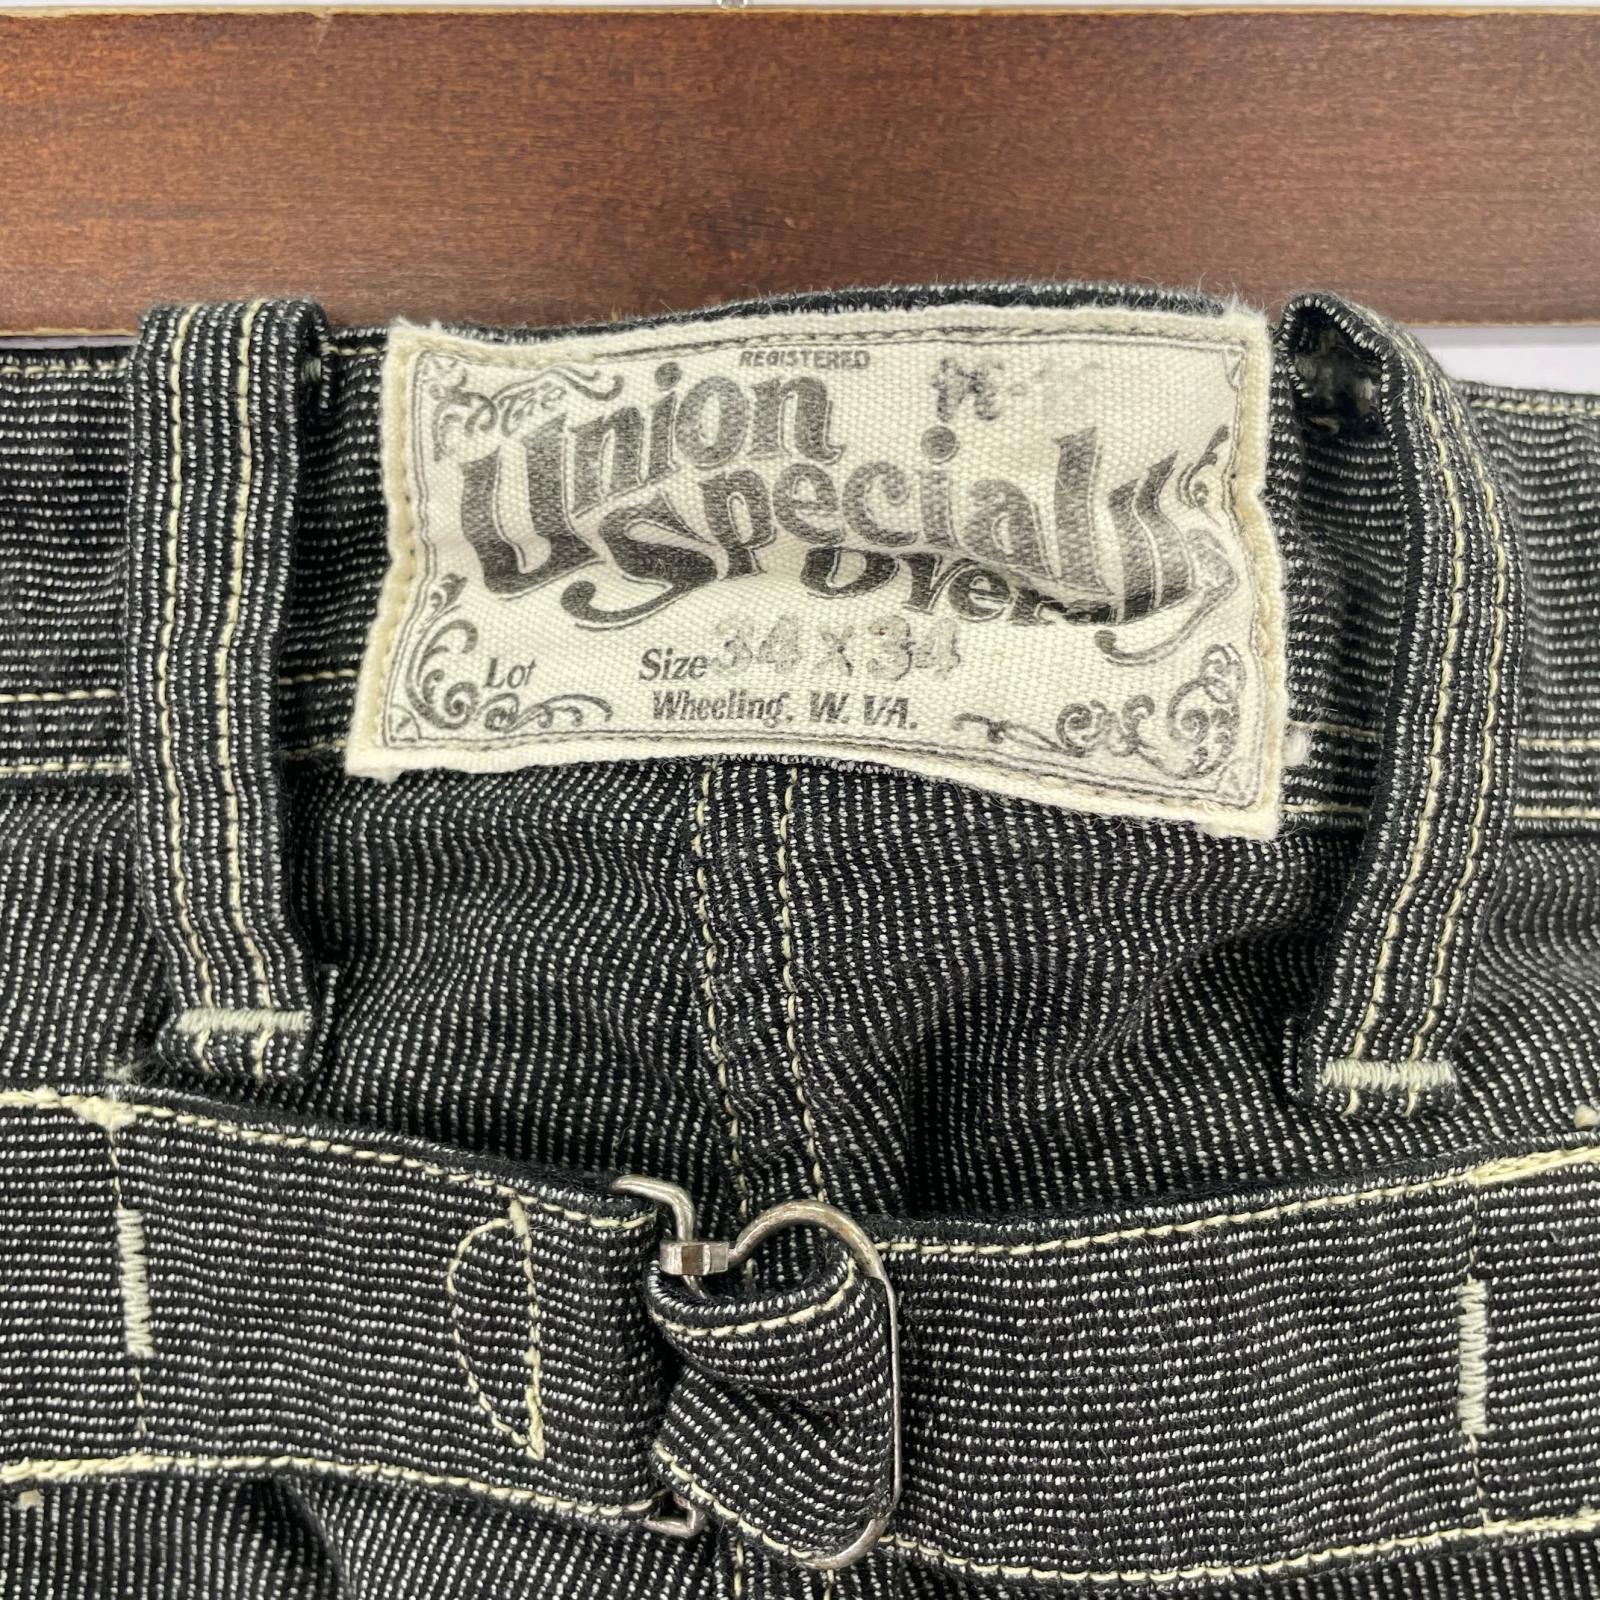 REGISTERED
The
Union
Special
Overalls
Lot
Size 34 x 34
Wheeling, W. VA.